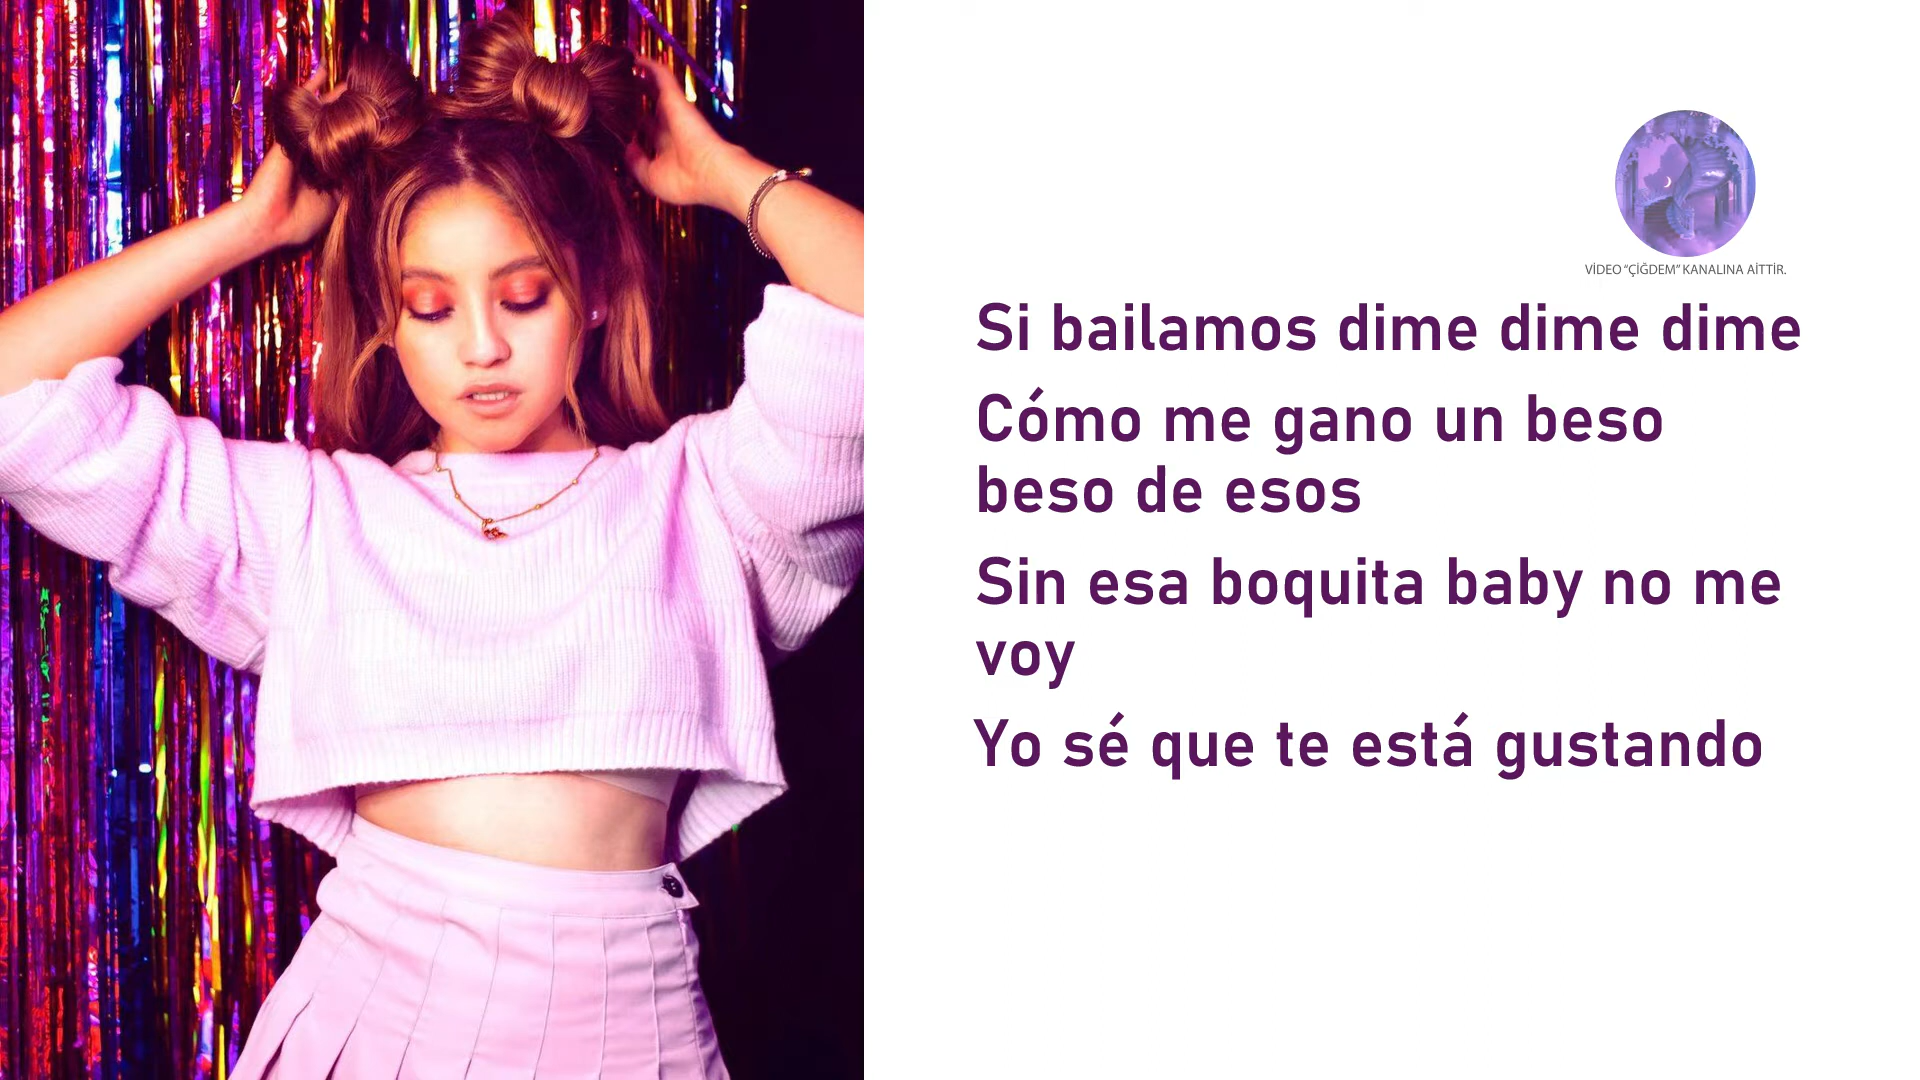 VİDEO “ÇİĞDEM” KANALINA AİTTİR.
Si bailamos dime dime dime
Cómo me gano un beso
beso de esos
Sin esa boquita baby no me
voy
Yo sé que te está gustando